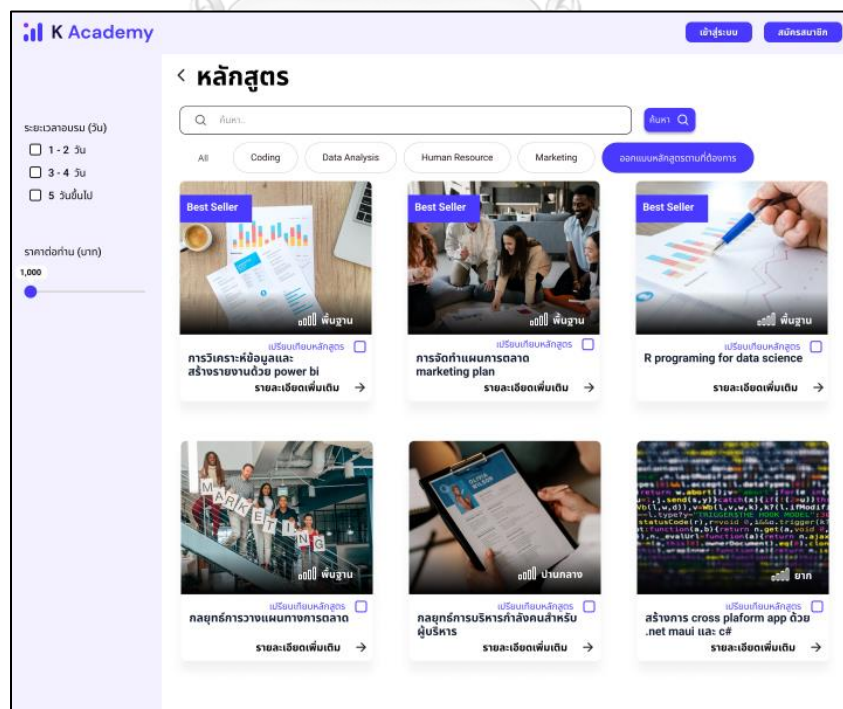 K Academy
เข้าสู่ระบบ
สมัครสมาชิก
หลักสูตร
ค้นหา..
ค้นหา
All
Coding
Data Analysis
Human Resource
Marketing
ออกแบบหลักสูตรตามที่ต้องการ
ระยะเวลาอบรม (วัน)
1 - 2 วัน
3 - 4 วัน
5 วันขึ้นไป
ราคาต่อท่าน (บาท)
1,000
Best Seller
พื้นฐาน
เปรียบเทียบหลักสูตร
การวิเคราะห์ข้อมูลและ
สร้างรายงานด้วย power bi
รายละเอียดเพิ่มเติม
Best Seller
พื้นฐาน
เปรียบเทียบหลักสูตร
การจัดทำแผนการตลาด
marketing plan
รายละเอียดเพิ่มเติม
Best Seller
พื้นฐาน
เปรียบเทียบหลักสูตร
R programing for data science
รายละเอียดเพิ่มเติม
MARKETING
พื้นฐาน
เปรียบเทียบหลักสูตร
กลยุทธ์การวางแผนทางการตลาด
รายละเอียดเพิ่มเติม
OLIVIA
WILSON
ปานกลาง
เปรียบเทียบหลักสูตร
กลยุทธ์การบริหารกำลังคนสำหรับ
ผู้บริหาร
รายละเอียดเพิ่มเติม
ยาก
เปรียบเทียบหลักสูตร
สร้างการ cross plaform app ด้วย
.net maui และ c#
รายละเอียดเพิ่มเติม